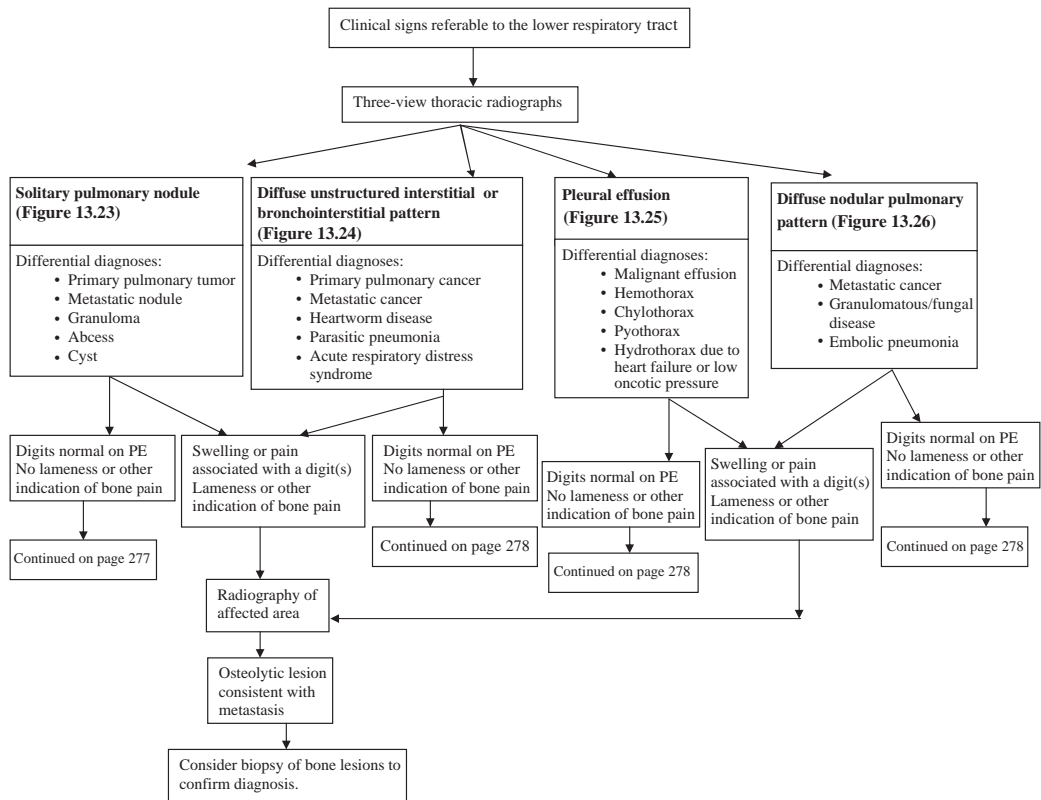 Clinical signs referable to the lower respiratory tract
Three-view thoracic radiographs
Solitary pulmonary nodule
(Figure 13.23)
Differential diagnoses:
• Primary pulmonary tumor
• Metastatic nodule
• Granuloma
• Abcess
• Cyst
Diffuse unstructured interstitial or
bronchointerstitial pattern
(Figure 13.24)
Differential diagnoses:
• Primary pulmonary cancer
• Metastatic cancer
• Heartworm disease
• Parasitic pneumonia
• Acute respiratory distress
syndrome
Pleural effusion
(Figure 13.25)
Differential diagnoses:
• Malignant effusion
• Hemothorax
• Chylothorax
• Pyothorax
• Hydrothorax due to
heart failure or low
oncotic pressure
Diffuse nodular pulmonary
pattern (Figure 13.26)
Differential diagnoses:
• Metastatic cancer
• Granulomatous/fungal
disease
• Embolic pneumonia
Digits normal on PE
No lameness or other
indication of bone pain
Swelling or pain
associated with a digit(s)
Lameness or other
indication of bone pain
Digits normal on PE
No lameness or other
indication of bone pain
Digits normal on PE
No lameness or other
indication of bone pain
Swelling or pain
associated with a digit(s)
Lameness or other
indication of bone pain
Digits normal on PE
No lameness or other
indication of bone pain
Continued on page 277
Continued on page 278
Continued on page 278
Continued on page 278
Radiography of
affected area
Osteolytic lesion
consistent with
metastasis
Consider biopsy of bone lesions to
confirm diagnosis.